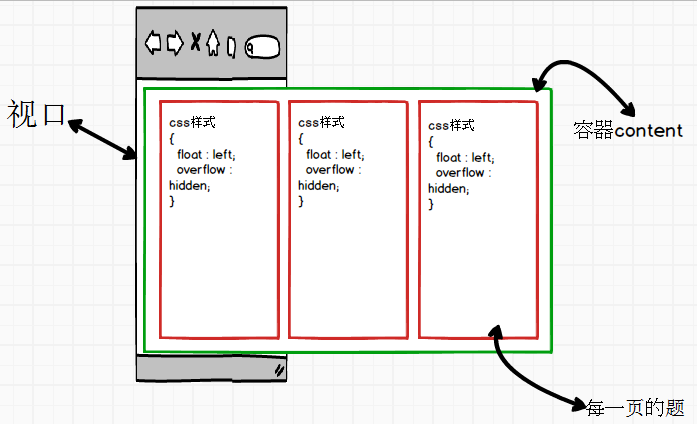 视口
容器content
css样式
{
float : left;
overflow :
hidden;
}
css样式
{
float : left;
overflow :
hidden;
}
css样式
{
float : left;
overflow :
hidden;
}
每一页的题